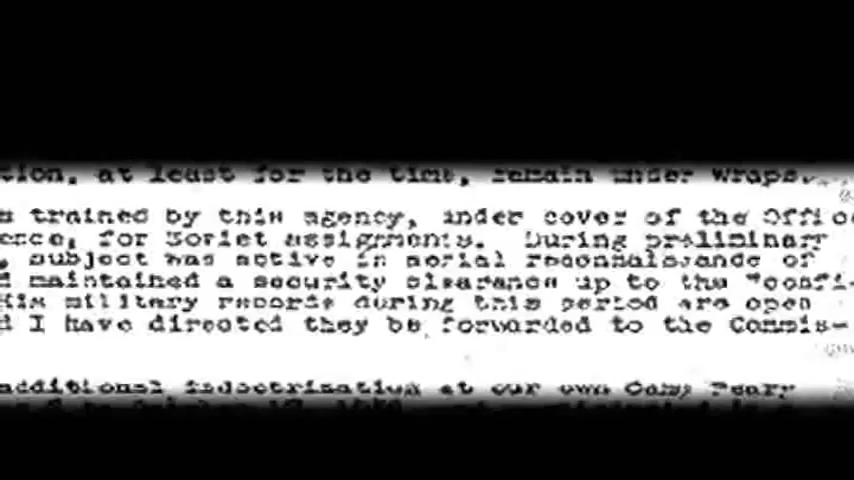 tion, at least for the time, remain under wraps.
trained by this agency, under cover of the Offic
ence, for Soviet assignments. During preliminary
, subject was active in aerial reconnaissance of
d maintained a security clearance up to the "confi-
His military records during this period are open
d I have directed they be forwarded to the Commis-
additional indoctrination at our own Camp Peary